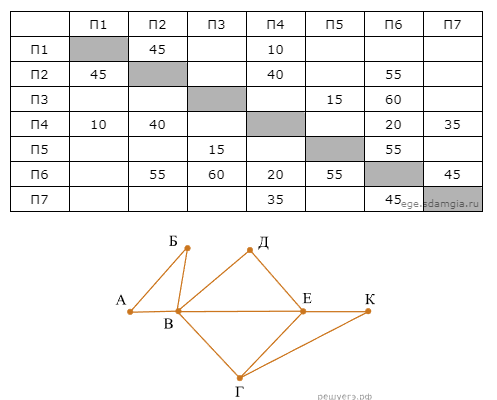 П1 П2 П3 П4 П5 П6 П7
П1 45 10
П2 45 40 55
П3 15 60
П4 10 40 20 35
П5 15 55
П6 55 60 20 55 45
П7 35 45
ege.sdamgia.ru
Б Д
А В Е К
Г
решуегэ.рф